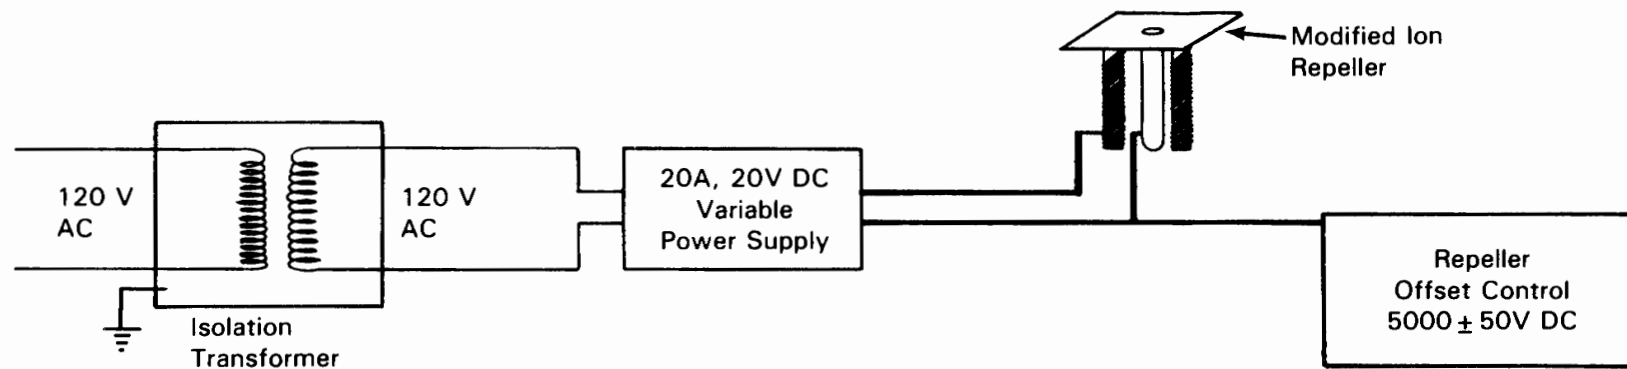 Modified Ion
Repeller
120 V
AC
120 V
AC
20A, 20V DC
Variable
Power Supply
Isolation
Transformer
Repeller
Offset Control
5000 ± 50V DC